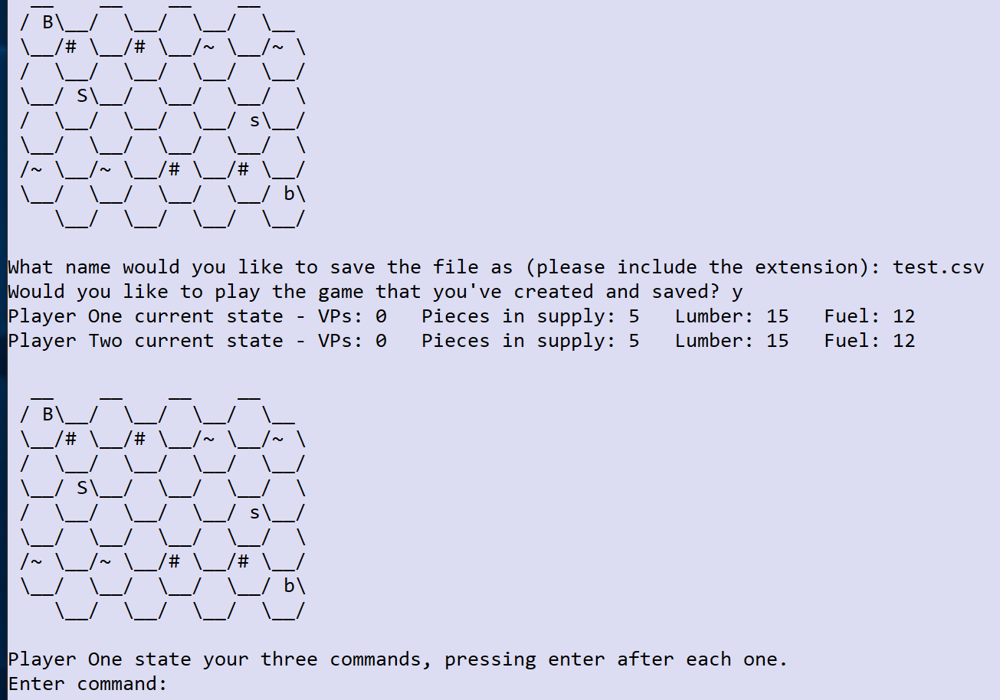 __    __    __    __
 / B\__/  \__/  \__/  \__
 \__/# \__/# \__/~ \__/~ \
 /  \__/  \__/  \__/  \__/
 \__/ S\__/  \__/  \__/  \
 /  \__/  \__/  \__/ s\__/
 \__/  \__/  \__/  \__/  \
 /~ \__/~ \__/# \__/# \__/
 \__/  \__/  \__/  \__/ b\
    \__/  \__/  \__/  \__/
What name would you like to save the file as (please include the extension): test.csv
Would you like to play the game that you've created and saved? y
Player One current state - VPs: 0   Pieces in supply: 5   Lumber: 15   Fuel: 12
Player Two current state - VPs: 0   Pieces in supply: 5   Lumber: 15   Fuel: 12
  __    __    __    __
 / B\__/  \__/  \__/  \__
 \__/# \__/# \__/~ \__/~ \
 /  \__/  \__/  \__/  \__/
 \__/ S\__/  \__/  \__/  \
 /  \__/  \__/  \__/ s\__/
 \__/  \__/  \__/  \__/  \
 /~ \__/~ \__/# \__/# \__/
 \__/  \__/  \__/  \__/ b\
    \__/  \__/  \__/  \__/
Player One state your three commands, pressing enter after each one.
Enter command: